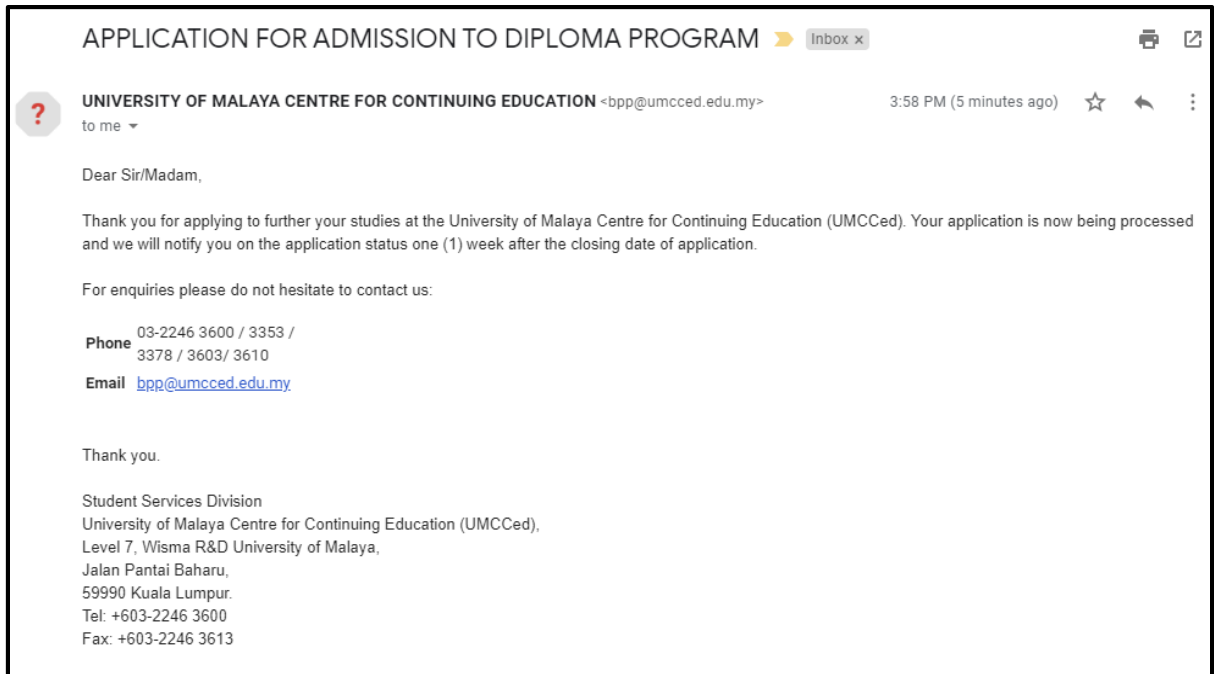 APPLICATION FOR ADMISSION TO DIPLOMA PROGRAM Inbox x
? UNIVERSITY OF MALAYA CENTRE FOR CONTINUING EDUCATION <bpp@umcced.edu.my> 3:58 PM (5 minutes ago)
to me
Dear Sir/Madam,
Thank you for applying to further your studies at the University of Malaya Centre for Continuing Education (UMCCed). Your application is now being processed
and we will notify you on the application status one (1) week after the closing date of application.
For enquiries please do not hesitate to contact us:
Phone 03-2246 3600 / 3353 /
3378 / 3603/ 3610
Email bpp@umcced.edu.my
Thank you.
Student Services Division
University of Malaya Centre for Continuing Education (UMCCed),
Level 7, Wisma R&D University of Malaya,
Jalan Pantai Baharu,
59990 Kuala Lumpur.
Tel: +603-2246 3600
Fax: +603-2246 3613